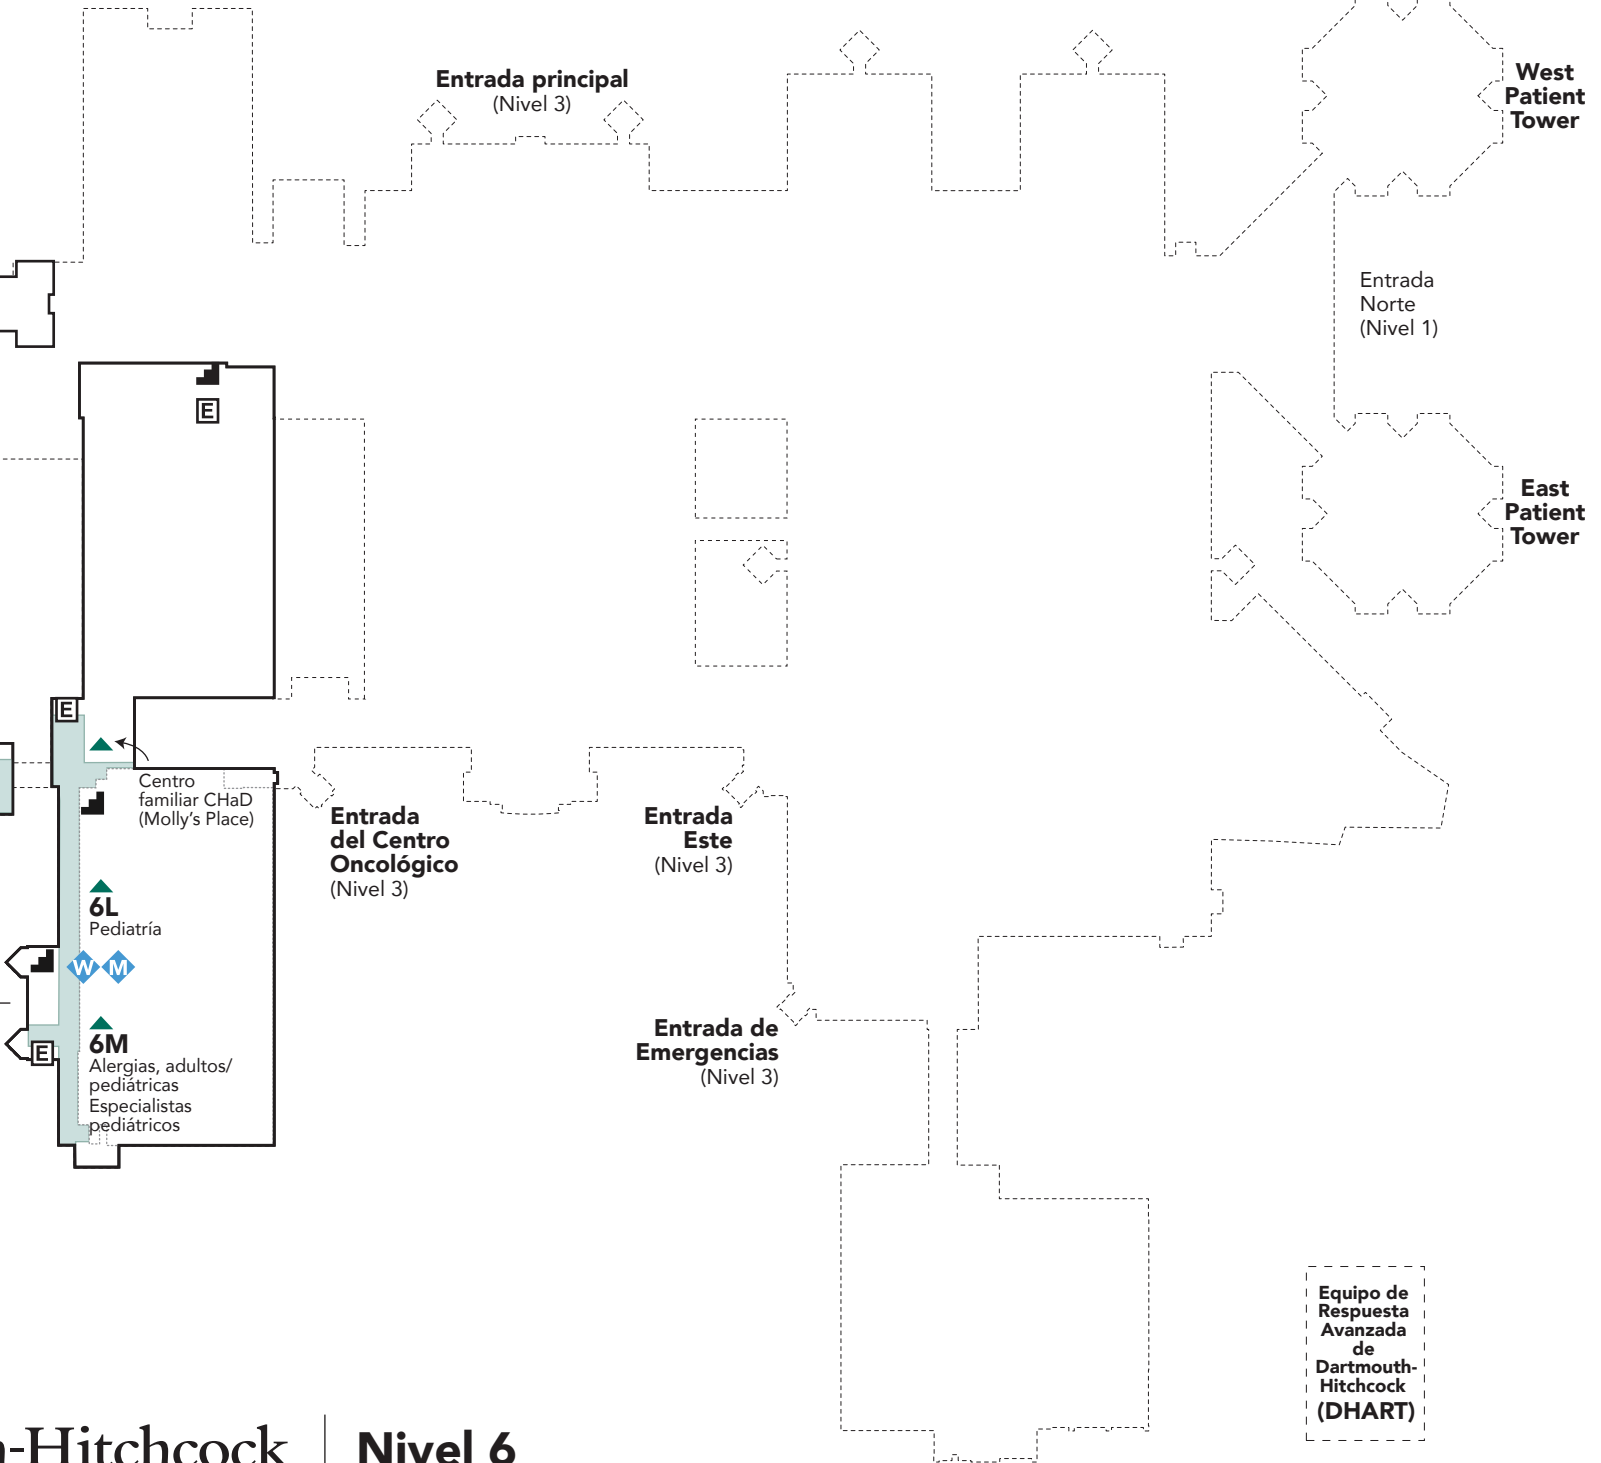 Entrada principal
(Nivel 3)
West
Patient
Tower
Entrada
Norte
(Nivel 1)
E
East
Patient
Tower
E
Centro
familiar CHaD
(Molly's Place)
Entrada
del Centro
Oncológico
(Nivel 3)
Entrada
Este
(Nivel 3)
6L
Pediatría
W M
6M
Alergias, adultos/
pediátricas
Especialistas
pediátricos
E
Entrada de
Emergencias
(Nivel 3)
Equipo de
Respuesta
Avanzada
de
Dartmouth-
Hitchcock
(DHART)
-Hitchcock
Nivel 6